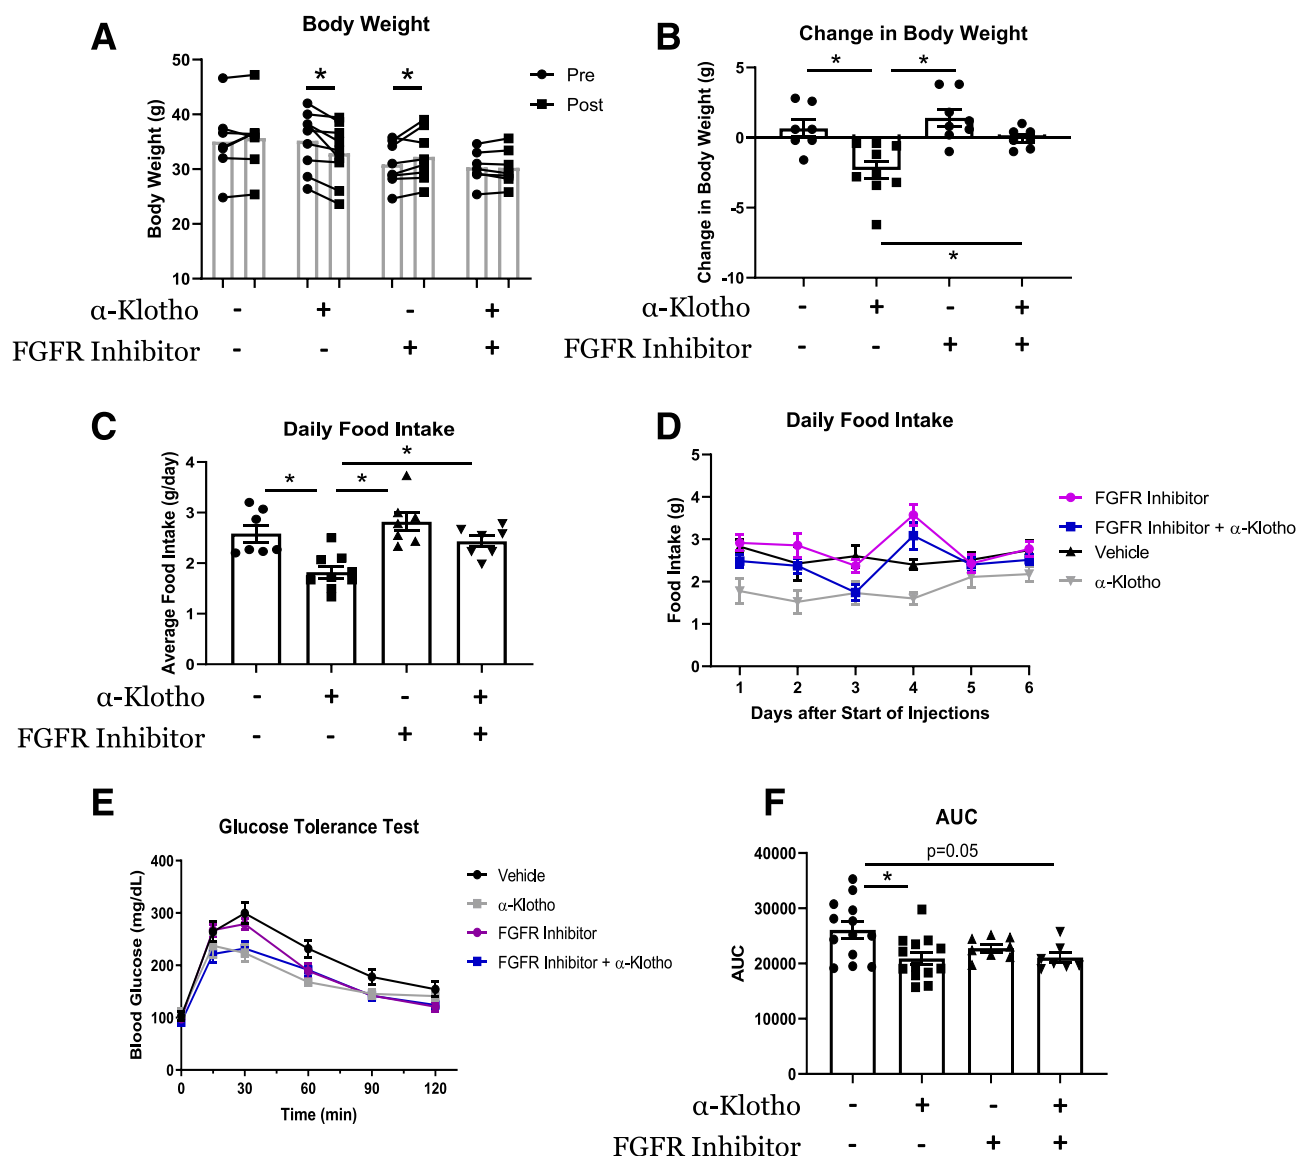 A
Body Weight
Body Weight (g)
50
40
30
20
10
* *
Pre
Post
α-Klotho - + - +
FGFR Inhibitor - - + +
B
Change in Body Weight
Change in Body Weight (g)
5
0
-5
-10
* *
*
α-Klotho - + - +
FGFR Inhibitor - - + +
C
Daily Food Intake
Average Food Intake (g/day)
4
3
2
1
0
*
* *
α-Klotho - + - +
FGFR Inhibitor - - + +
D
Daily Food Intake
Food Intake (g)
5
4
3
2
1
0
1 2 3 4 5 6
Days after Start of Injections
FGFR Inhibitor
FGFR Inhibitor + α-Klotho
Vehicle
α-Klotho
E
Glucose Tolerance Test
Blood Glucose (mg/dL)
400
300
200
100
0
0 30 60 90 120
Time (min)
Vehicle
α-Klotho
FGFR Inhibitor
FGFR Inhibitor + α-Klotho
F
AUC
AUC
40000
30000
20000
10000
0
p=0.05
*
α-Klotho - + - +
FGFR Inhibitor - - + +